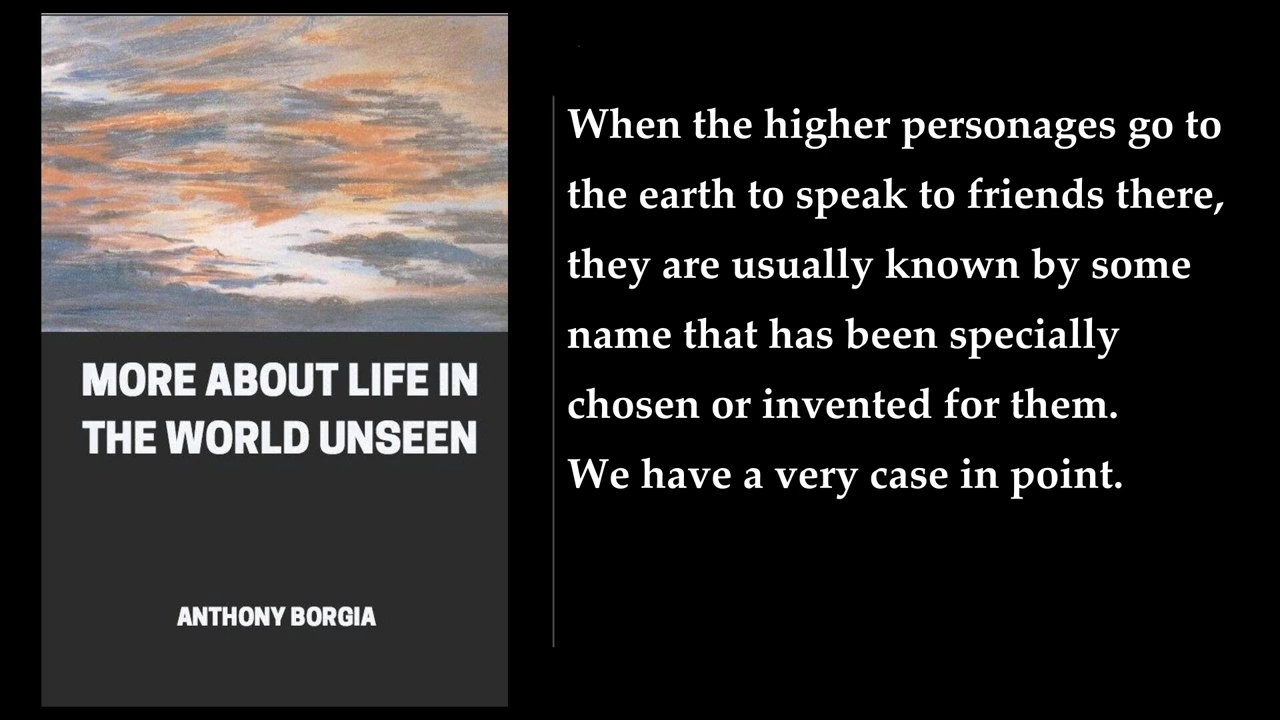 MORE ABOUT LIFE IN
THE WORLD UNSEEN
ANTHONY BORGIA
When the higher personages go to
the earth to speak to friends there,
they are usually known by some
name that has been specially
chosen or invented for them.
We have a very case in point.